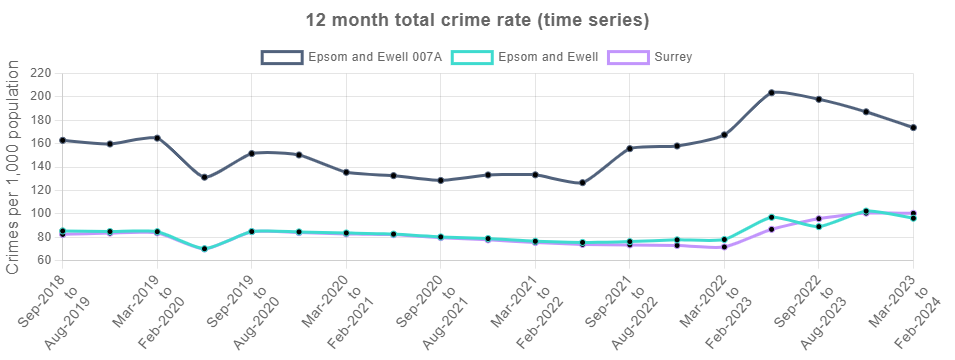 12 month total crime rate (time series)
Epsom and Ewell 007A Epsom and Ewell Surrey
Crimes per 1,000 population
220
200
180
160
140
120
100
80
60
Sep-2018 to Aug-2019
Mar-2019 to Feb-2020
Sep-2019 to Aug-2020
Mar-2020 to Feb-2021
Sep-2020 to Aug-2021
Mar-2021 to Feb-2022
Sep-2021 to Aug-2022
Mar-2022 to Feb-2023
Sep-2022 to Aug-2023
Mar-2023 to Feb-2024